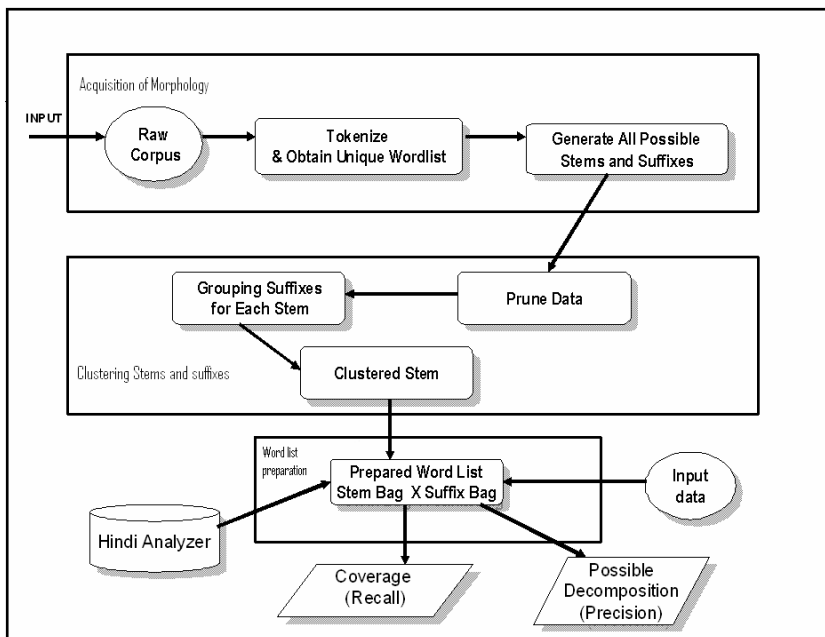 Acquisition of Morphology
INPUT
Raw
Corpus
Tokenize
& Obtain Unique Wordlist
Generate All Possible
Stems and Suffixes
Grouping Suffixes
for Each Stem
Prune Data
Clustering Stems and suffixes
Clustered Stem
Word list
preparation
Prepared Word List
Stem Bag X Suffix Bag
Input
data
Hindi Analyzer
Coverage
(Recall)
Possible
Decomposition
(Precision)